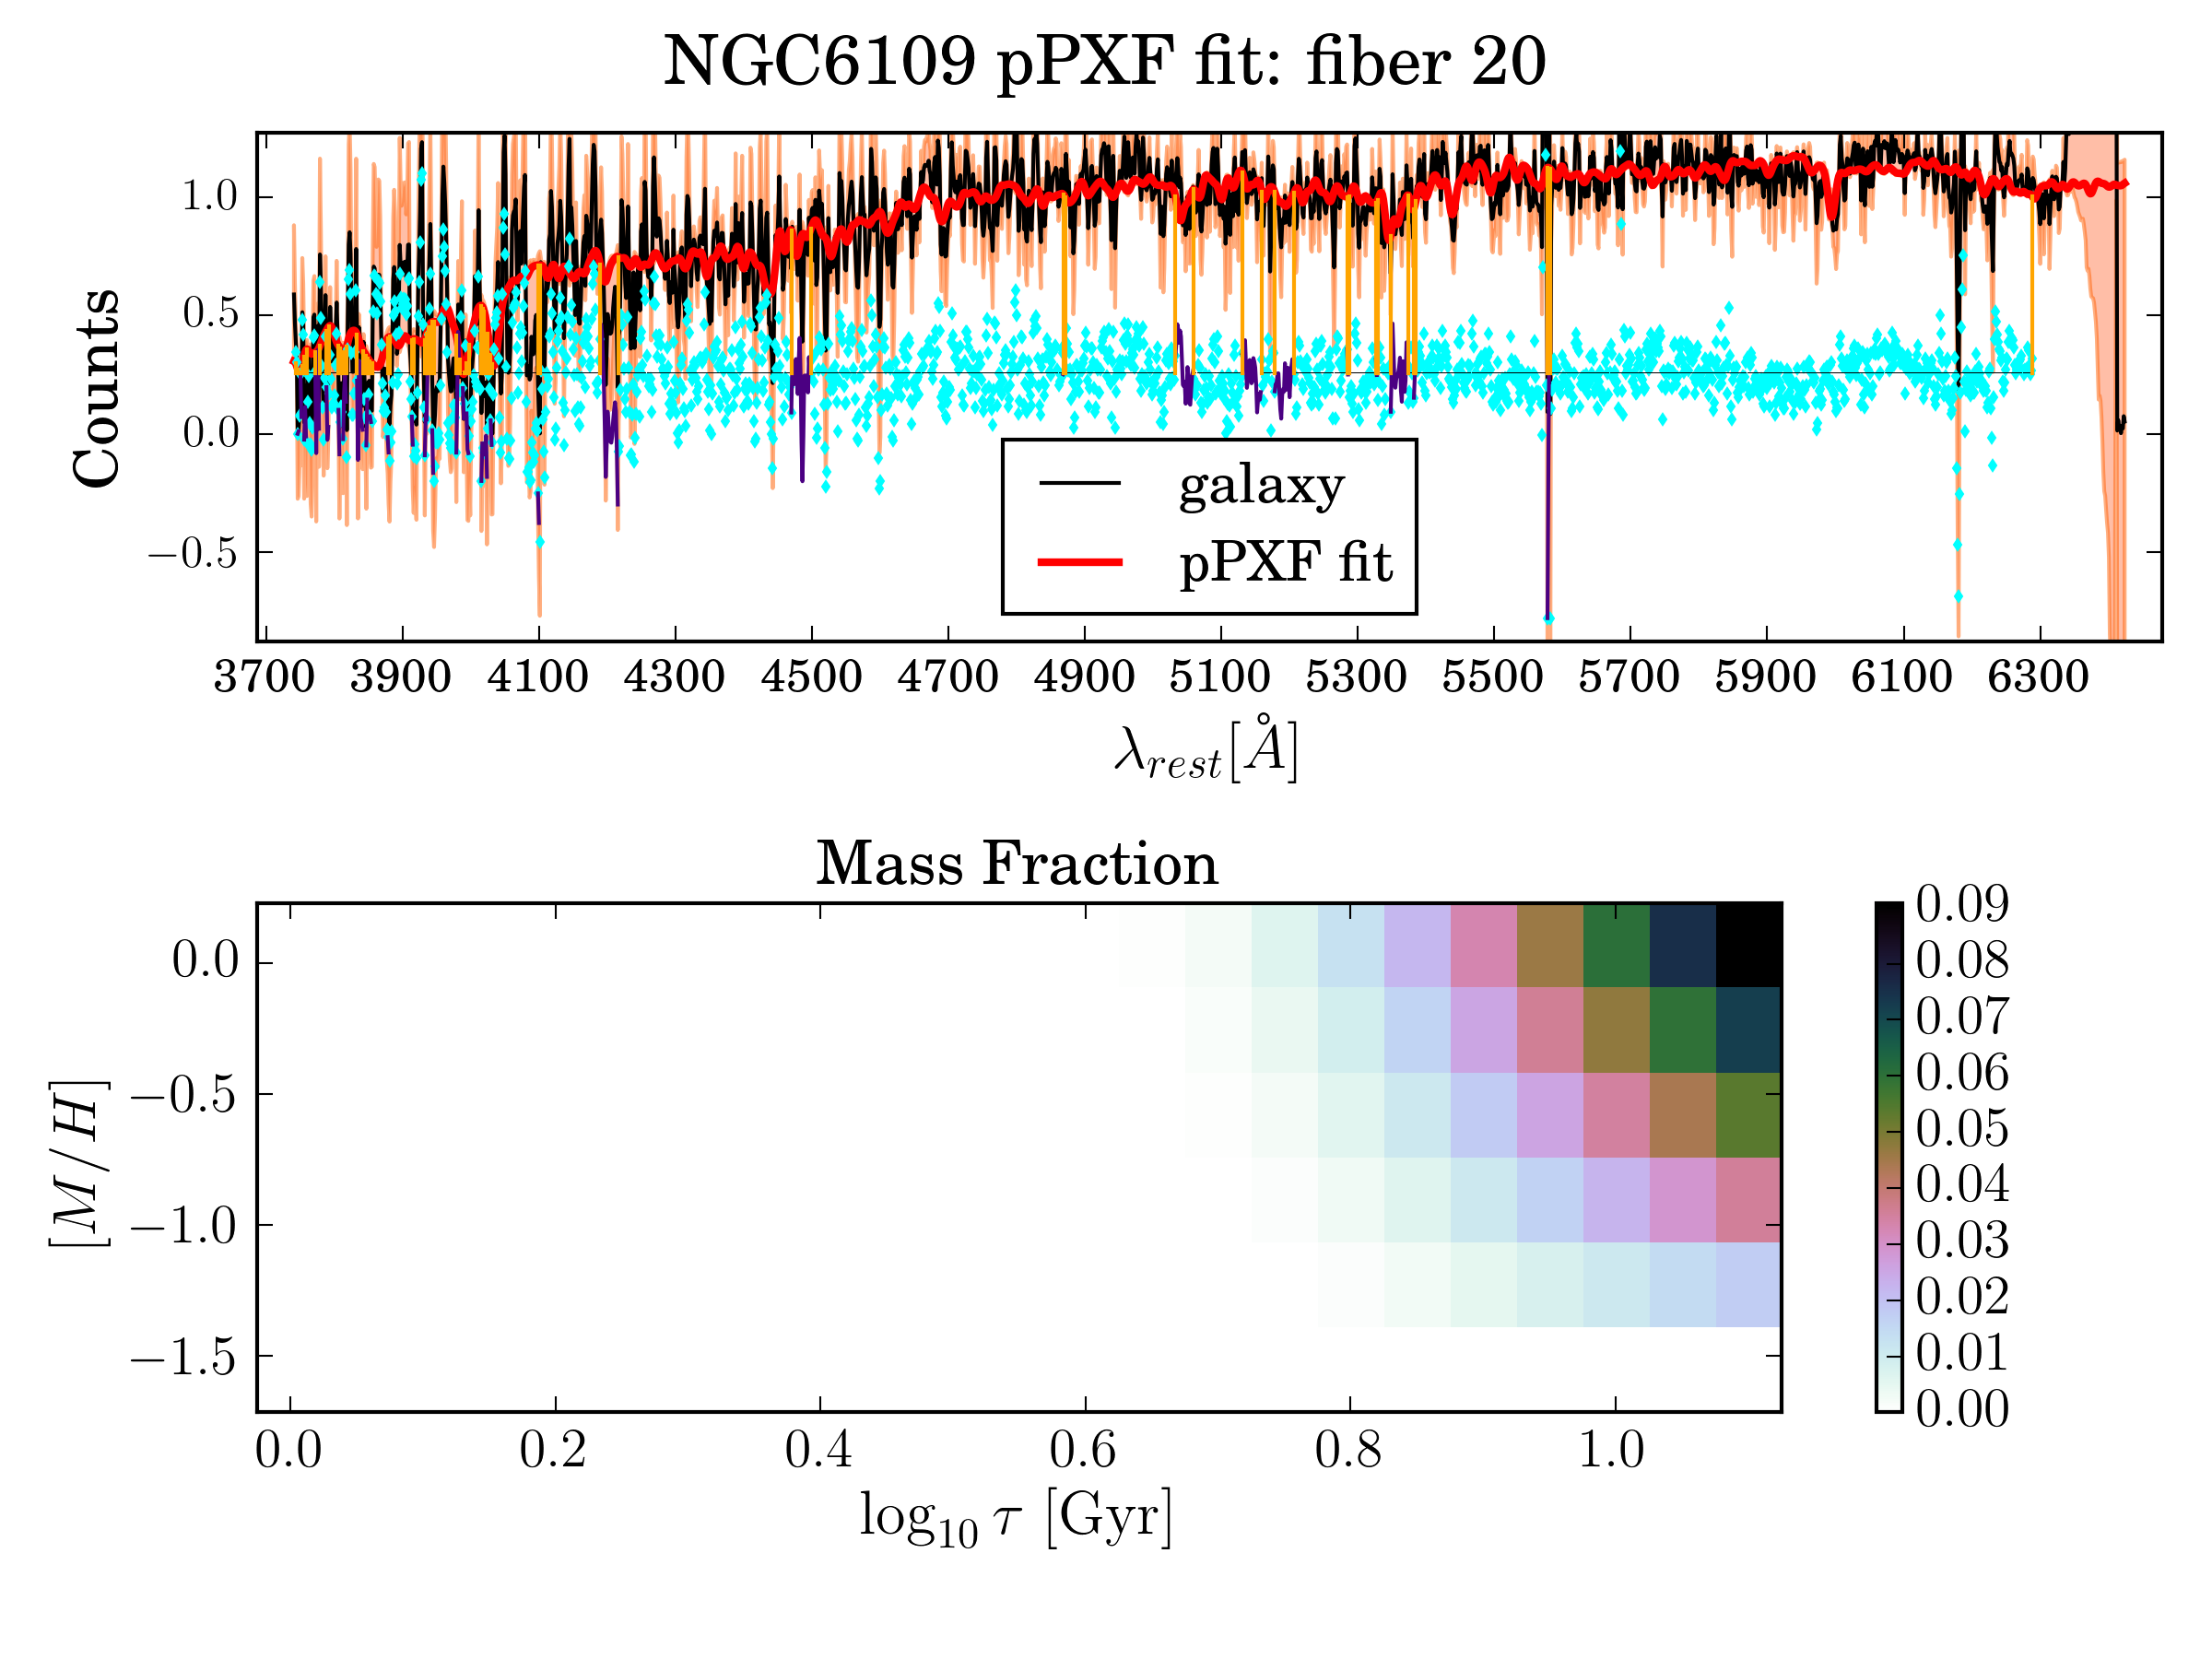 NGC6109 pPXF fit: fiber 20
Counts
1.0
0.5
0.0
−0.5
galaxy
pPXF fit
3700 3900 4100 4300 4500 4700 4900 5100 5300 5500 5700 5900 6100 6300
λrest[Å]
Mass Fraction
[M/H]
0.0
−0.5
−1.0
−1.5
0.0 0.2 0.4 0.6 0.8 1.0
log10 τ [Gyr]
0.09
0.08
0.07
0.06
0.05
0.04
0.03
0.02
0.01
0.00